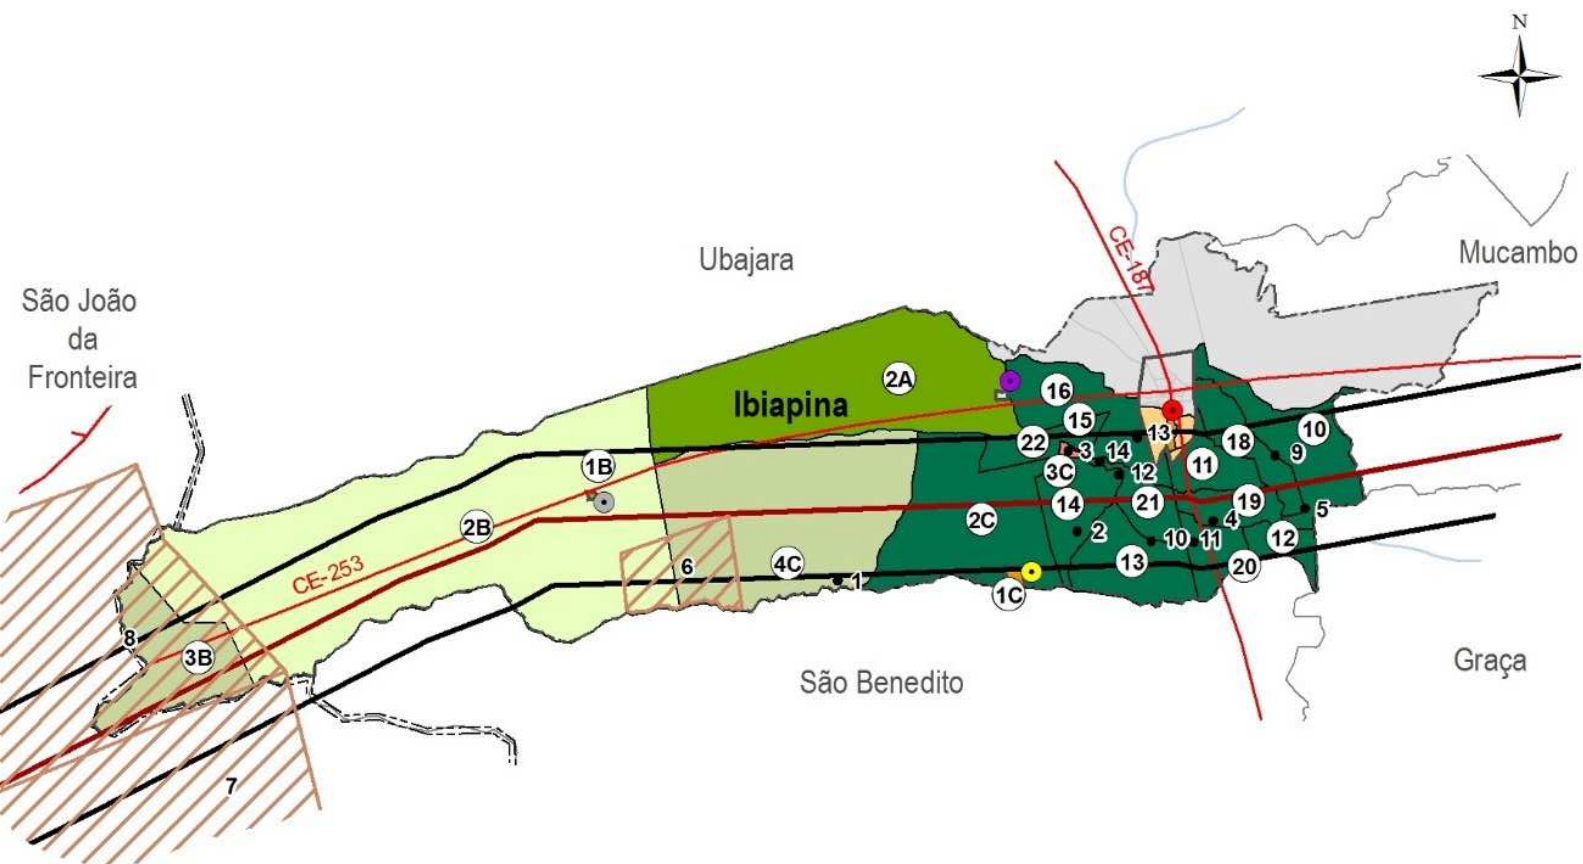 N
CE-187
Ubajara
Mucambo
São João
da
Fronteira
2A
Ibiapina
16
15
13
10
22
18
3
14
9
1B
3C
12
11
14
21
19
2B
2C
4
5
2
10
11
12
CE-253
6
4C
1
13
20
1C
8
3B
Graça
São Benedito
7